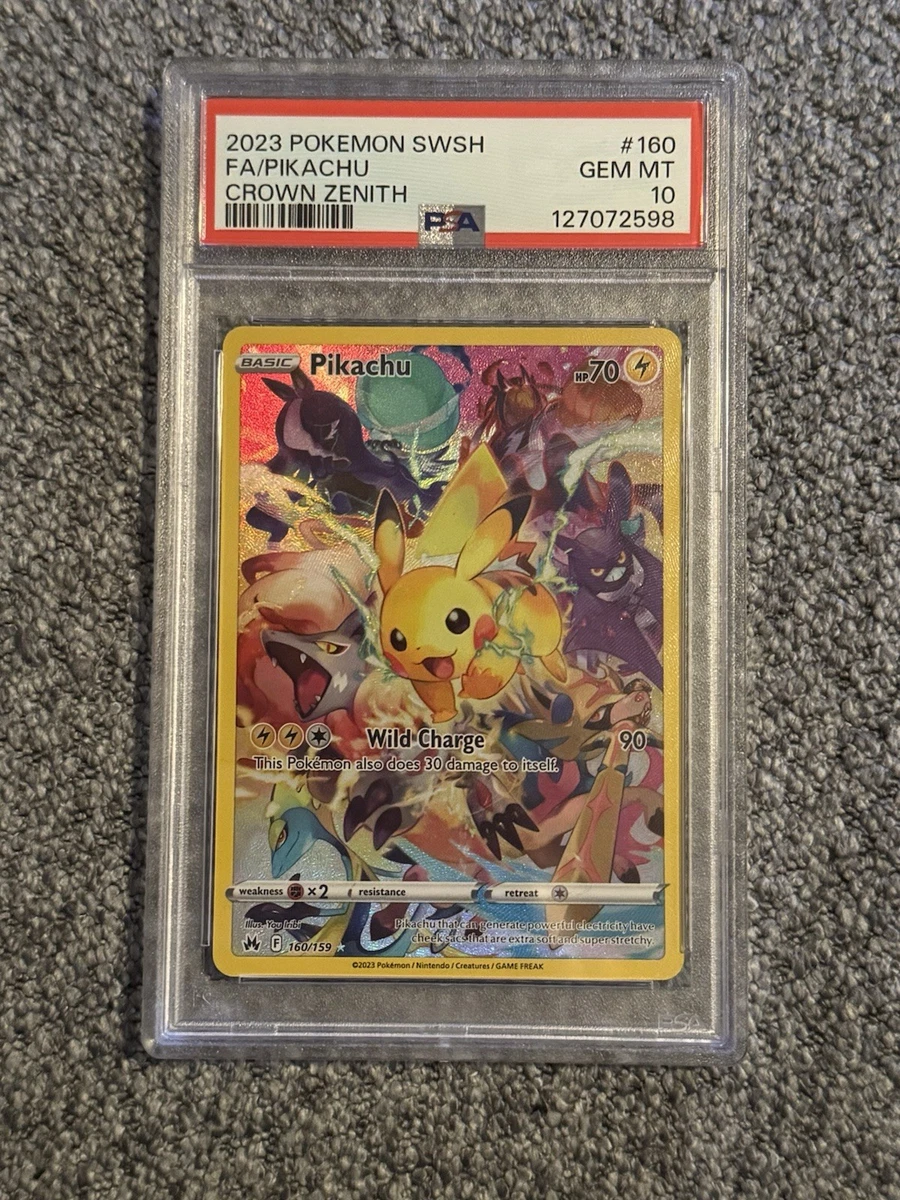 2023 POKEMON SWSH #160
FA/PIKACHU GEM MT
CROWN ZENITH 10
PSA 127072598
BASIC Pikachu HP70
Wild Charge 90
This Pokémon also does 30 damage to itself.
weakness ×2 resistance retreat
Illus. You Iribi
Pikachu that can generate powerful electricity have
cheek sacs that are extra soft and super stretchy.
F 160/159
©2023 Pokémon / Nintendo / Creatures / GAME FREAK
PSA